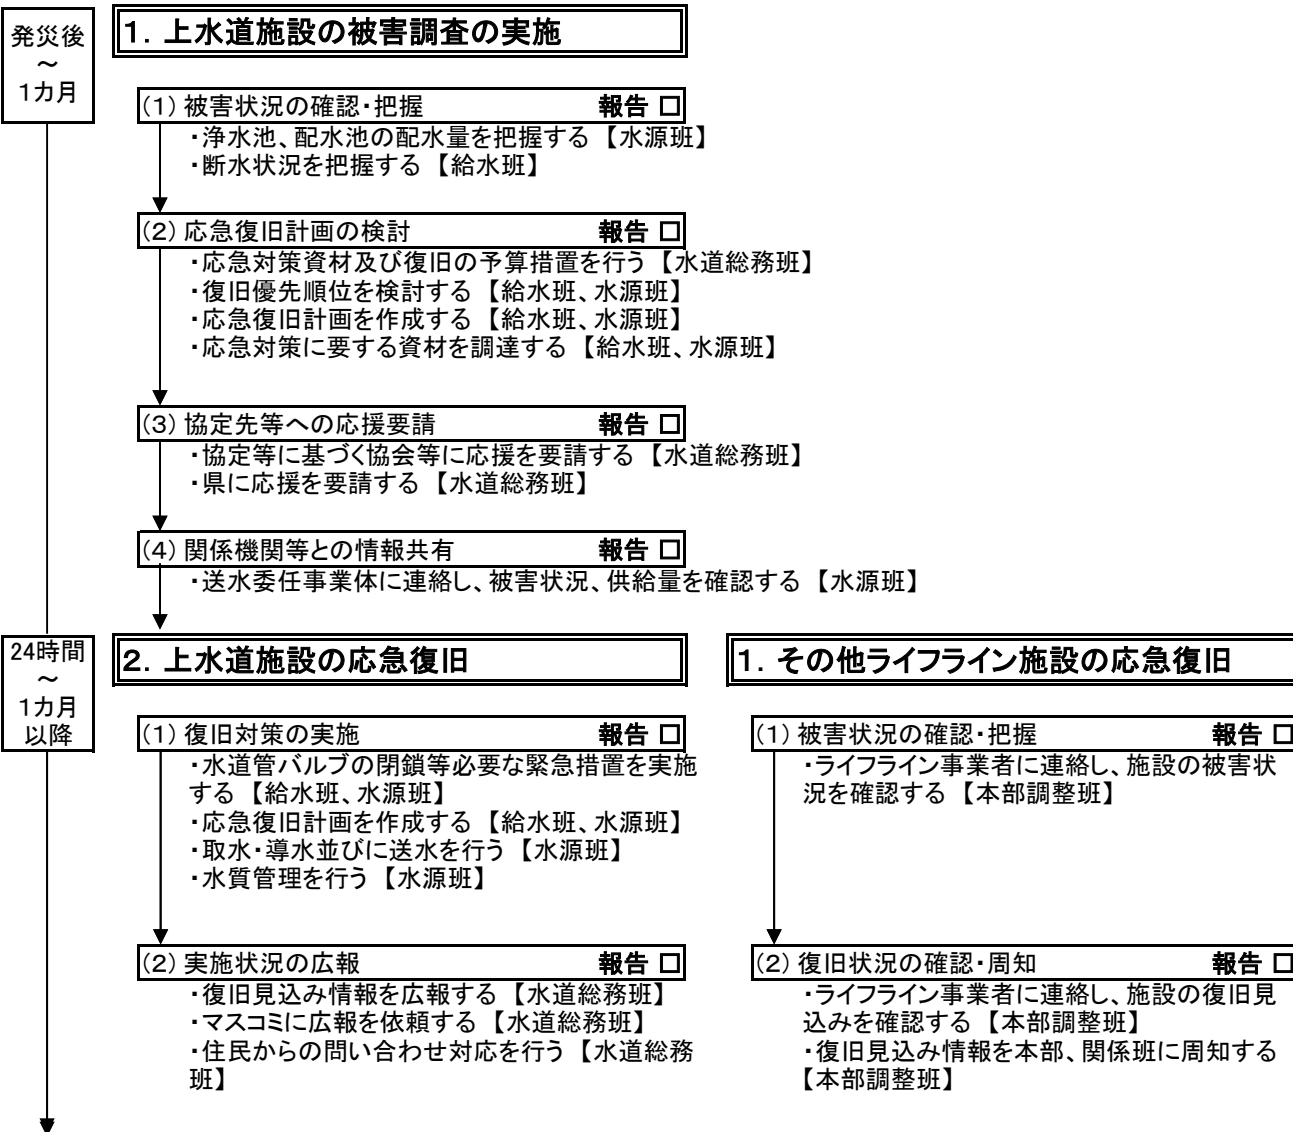 発災後
～
1カ月
1．上水道施設の被害調査の実施
(1) 被害状況の確認・把握 報告 □
・浄水池、配水池の配水量を把握する 【水源班】
・断水状況を把握する 【給水班】
(2) 応急復旧計画の検討 報告 □
・応急対策資材及び復旧の予算措置を行う 【水道総務班】
・復旧優先順位を検討する 【給水班、水源班】
・応急復旧計画を作成する 【給水班、水源班】
・応急対策に要する資材を調達する 【給水班、水源班】
(3) 協定先等への応援要請 報告 □
・協定等に基づく協会等に応援を要請する 【水道総務班】
・県に応援を要請する 【水道総務班】
(4) 関係機関等との情報共有 報告 □
・送水委任事業体に連絡し、被害状況、供給量を確認する 【水源班】
24時間
～
1カ月
以降
2．上水道施設の応急復旧
(1) 復旧対策の実施 報告 □
・水道管バルブの閉鎖等必要な緊急措置を実施
する 【給水班、水源班】
・応急復旧計画を作成する 【給水班、水源班】
・取水・導水並びに送水を行う 【水源班】
・水質管理を行う 【水源班】
(2) 実施状況の広報 報告 □
・復旧見込み情報を広報する 【水道総務班】
・マスコミに広報を依頼する 【水道総務班】
・住民からの問い合わせ対応を行う 【水道総務
班】
1．その他ライフライン施設の応急復旧
(1) 被害状況の確認・把握 報告 □
・ライフライン事業者に連絡し、施設の被害状
況を確認する 【本部調整班】
(2) 復旧状況の確認・周知 報告 □
・ライフライン事業者に連絡し、施設の復旧見
込みを確認する 【本部調整班】
・復旧見込み情報を本部、関係班に周知する
【本部調整班】